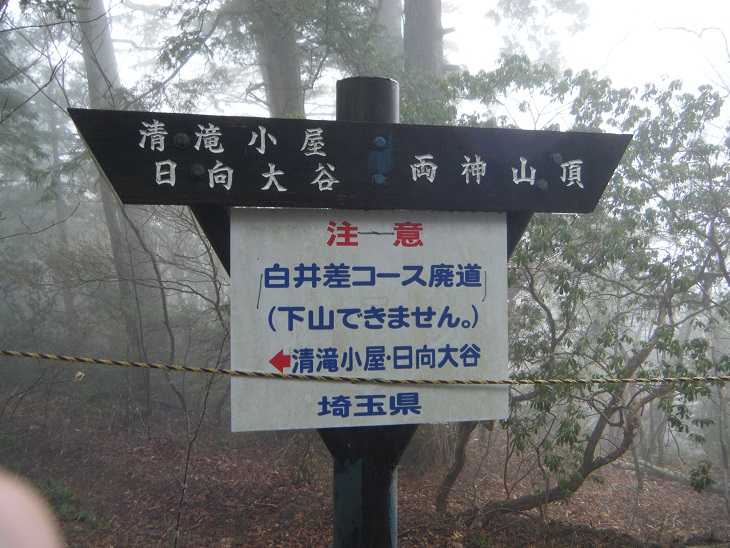 清滝小屋
日向大谷
両神山頂
注意
白井差コース廃道
(下山できません。)
←清滝小屋・日向大谷
埼玉県